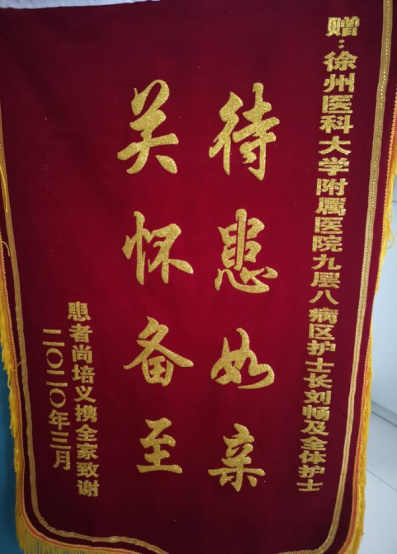 赠:徐州医科大学附属医院九层八病区护士长刘畅及全体护士
待患如亲
关怀备至
患者尚培义携全家致谢
二〇二〇年三月